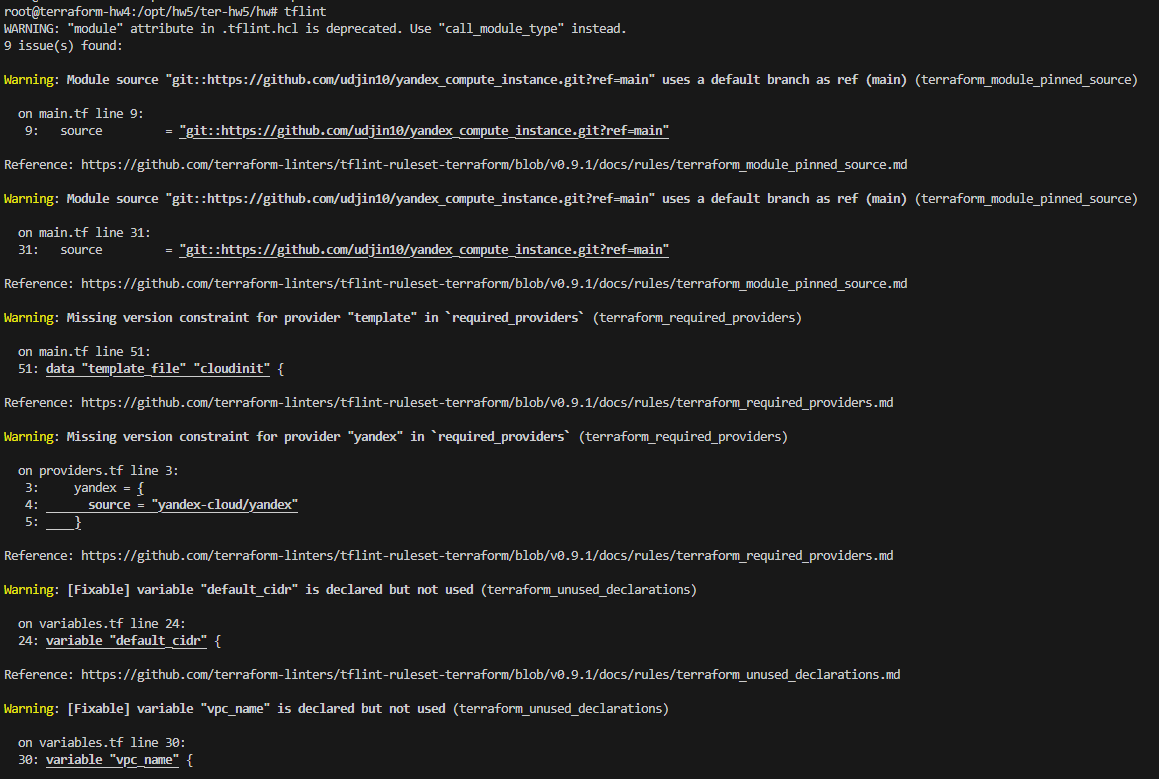 root@terraform-hw4:/opt/hw5/ter-hw5/hw# tflint
WARNING: "module" attribute in .tflint.hcl is deprecated. Use "call_module_type" instead.
9 issue(s) found:
Warning: Module source "git::https://github.com/udjin10/yandex_compute_instance.git?ref=main" uses a default branch as ref (main) (terraform_module_pinned_source)
on main.tf line 9:
9: source = "git::https://github.com/udjin10/yandex_compute_instance.git?ref=main"
Reference: https://github.com/terraform-linters/tflint-ruleset-terraform/blob/v0.9.1/docs/rules/terraform_module_pinned_source.md
Warning: Module source "git::https://github.com/udjin10/yandex_compute_instance.git?ref=main" uses a default branch as ref (main) (terraform_module_pinned_source)
on main.tf line 31:
31: source = "git::https://github.com/udjin10/yandex_compute_instance.git?ref=main"
Reference: https://github.com/terraform-linters/tflint-ruleset-terraform/blob/v0.9.1/docs/rules/terraform_module_pinned_source.md
Warning: Missing version constraint for provider "template" in `required_providers` (terraform_required_providers)
on main.tf line 51:
51: data "template_file" "cloudinit" {
Reference: https://github.com/terraform-linters/tflint-ruleset-terraform/blob/v0.9.1/docs/rules/terraform_required_providers.md
Warning: Missing version constraint for provider "yandex" in `required_providers` (terraform_required_providers)
on providers.tf line 3:
3: yandex = {
4: source = "yandex-cloud/yandex"
5: }
Reference: https://github.com/terraform-linters/tflint-ruleset-terraform/blob/v0.9.1/docs/rules/terraform_required_providers.md
Warning: [Fixable] variable "default_cidr" is declared but not used (terraform_unused_declarations)
on variables.tf line 24:
24: variable "default_cidr" {
Reference: https://github.com/terraform-linters/tflint-ruleset-terraform/blob/v0.9.1/docs/rules/terraform_unused_declarations.md
Warning: [Fixable] variable "vpc_name" is declared but not used (terraform_unused_declarations)
on variables.tf line 30:
30: variable "vpc_name" {